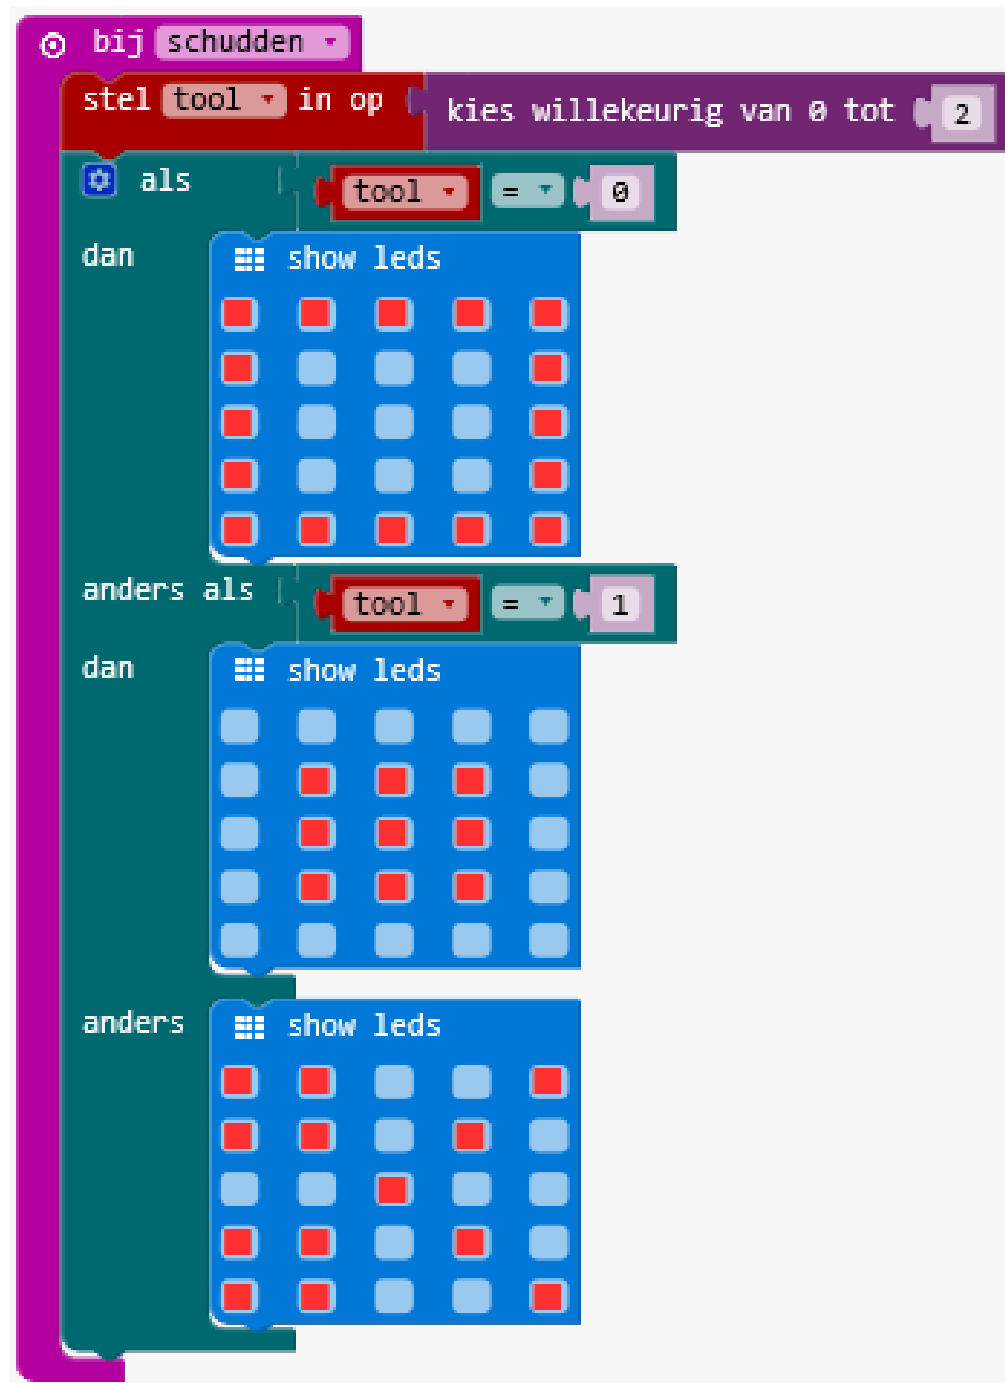 bij schudden
stel tool in op kies willekeurig van 0 tot 2
als tool = 0
dan show leds
anders als tool = 1
dan show leds
anders show leds